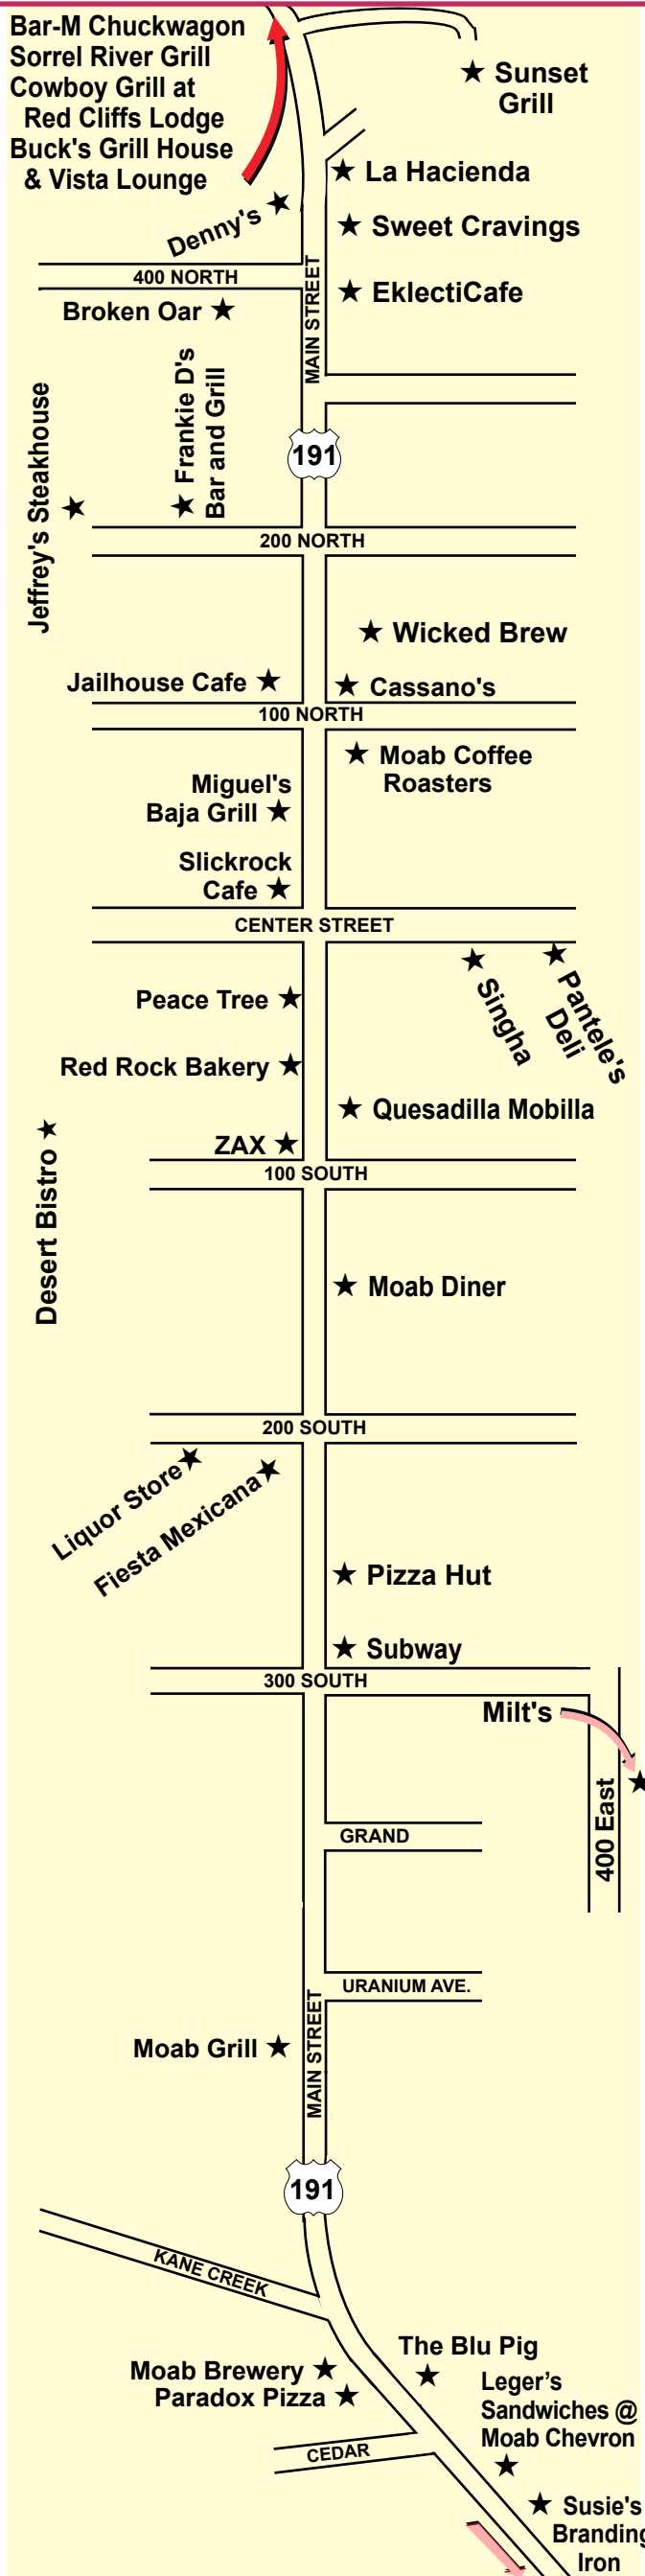 Bar-M Chuckwagon
Sorrel River Grill
Cowboy Grill at
Red Cliffs Lodge
Buck's Grill House
& Vista Lounge
Sunset
Grill
La Hacienda
Denny's
Sweet Cravings
400 NORTH
MAIN STREET
EklectiCafe
Broken Oar
Frankie D's
Bar and Grill
Jeffrey's Steakhouse
191
200 NORTH
Wicked Brew
Jailhouse Cafe
Cassano's
100 NORTH
Moab Coffee
Roasters
Miguel's
Baja Grill
Slickrock
Cafe
CENTER STREET
Singha
Pantele's
Deli
Peace Tree
Red Rock Bakery
Quesadilla Mobilla
ZAX
Desert Bistro
100 SOUTH
Moab Diner
200 SOUTH
Liquor Store
Fiesta Mexicana
Pizza Hut
Subway
300 SOUTH
Milt's
400 East
GRAND
URANIUM AVE.
MAIN STREET
Moab Grill
191
KANE CREEK
The Blu Pig
Moab Brewery
Paradox Pizza
Leger’s
Sandwiches @
Moab Chevron
CEDAR
Susie's
Branding
Iron